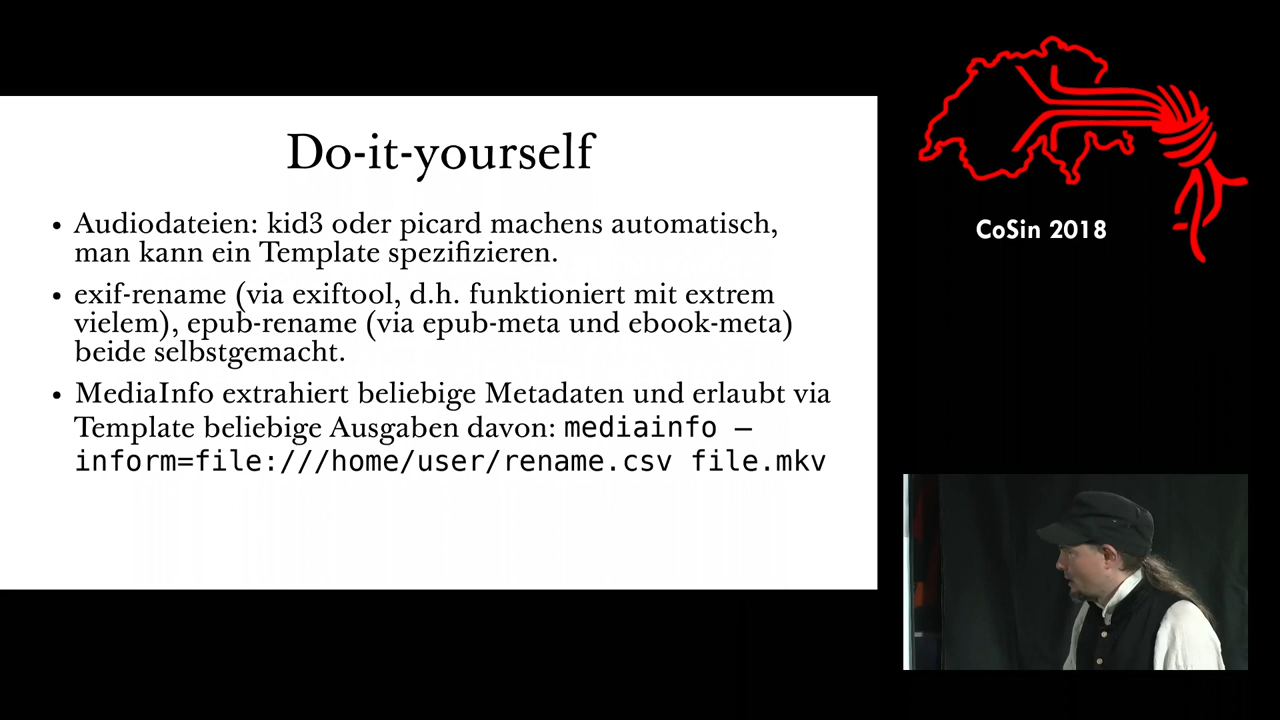 Do-it-yourself
• Audiodateien: kid3 oder picard machens automatisch,
man kann ein Template spezifizieren.
• exif-rename (via exiftool, d.h. funktioniert mit extrem
vielem), epub-rename (via epub-meta und ebook-meta)
beide selbstgemacht.
• MediaInfo extrahiert beliebige Metadaten und erlaubt via
Template beliebige Ausgaben davon: mediainfo –
inform=file:///home/user/rename.csv file.mkv
CoSin 2018